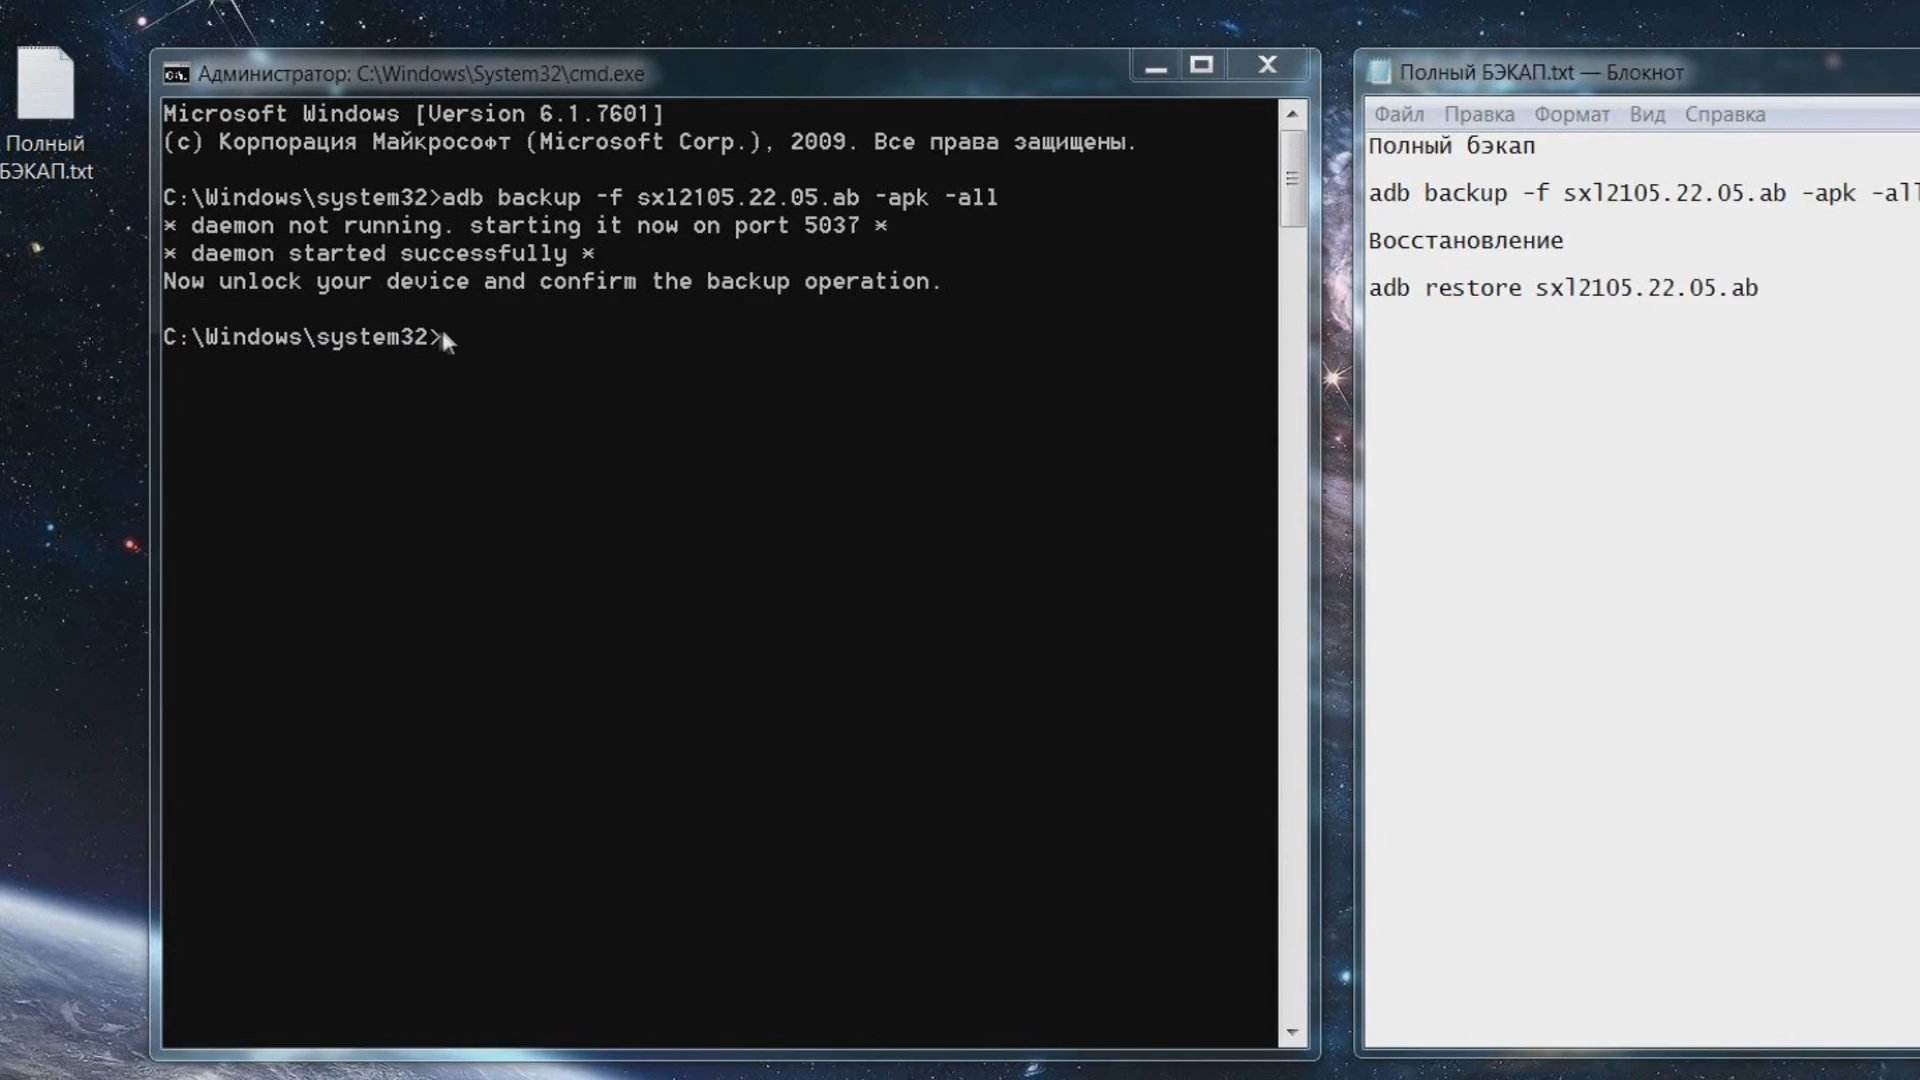 Полный
БЭКАП.txt
Администратор: C:\Windows\System32\cmd.exe
Microsoft Windows [Version 6.1.7601]
(c) Корпорация Майкрософт (Microsoft Corp.), 2009. Все права защищены.
C:\Windows\system32>adb backup -f sxl2105.22.05.ab -apk -all
* daemon not running. starting it now on port 5037 *
* daemon started successfully *
Now unlock your device and confirm the backup operation.
C:\Windows\system32>
Полный БЭКАП.txt — Блокнот
Файл Правка Формат Вид Справка
Полный бэкап
adb backup -f sxl2105.22.05.ab -apk -all
Восстановление
adb restore sxl2105.22.05.ab